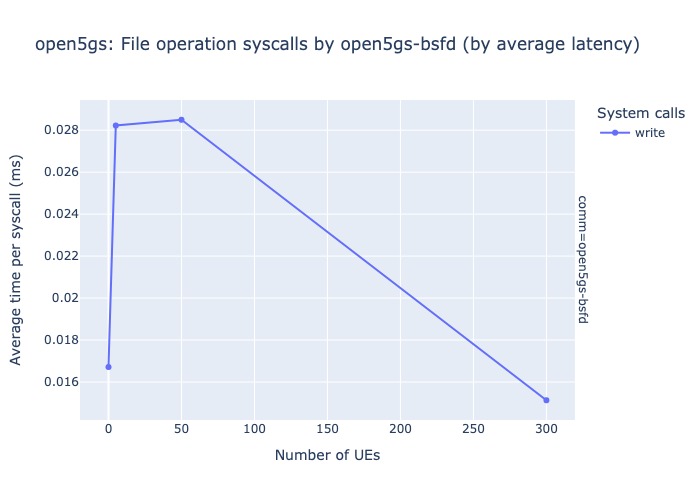 open5gs: File operation syscalls by open5gs-bsfd (by average latency)
System calls
write
Average time per syscall (ms)
0.028
0.026
0.024
0.022
0.02
0.018
0.016
comm=open5gs-bsfd
0 50 100 150 200 250 300
Number of UEs